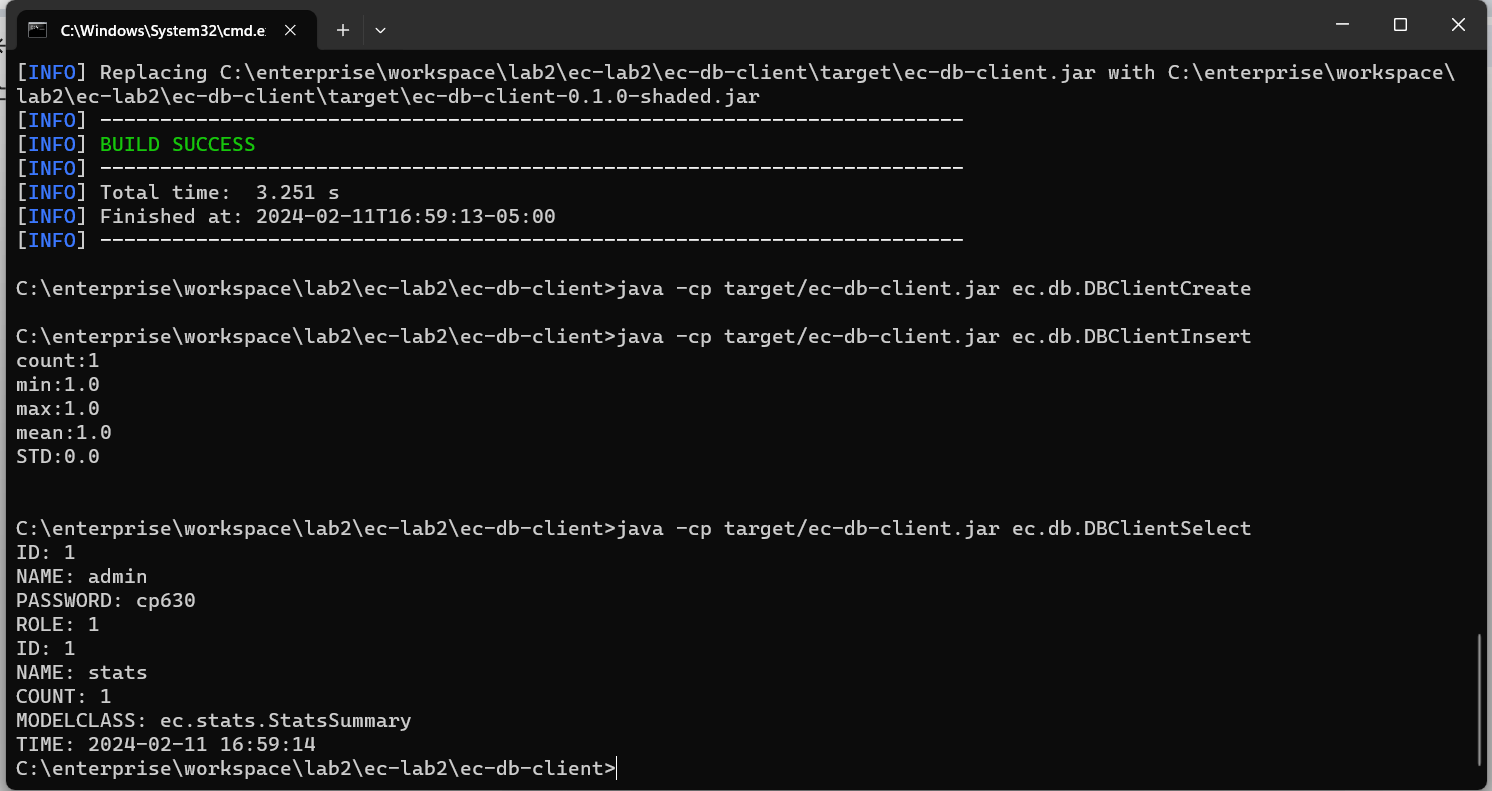 C:\Windows\System32\cmd.e
[INFO] Replacing C:\enterprise\workspace\lab2\ec-lab2\ec-db-client\target\ec-db-client.jar with C:\enterprise\workspace\
lab2\ec-lab2\ec-db-client\target\ec-db-client-0.1.0-shaded.jar
[INFO] ------------------------------------------------------------------------
[INFO] BUILD SUCCESS
[INFO] ------------------------------------------------------------------------
[INFO] Total time:  3.251 s
[INFO] Finished at: 2024-02-11T16:59:13-05:00
[INFO] ------------------------------------------------------------------------
C:\enterprise\workspace\lab2\ec-lab2\ec-db-client>java -cp target/ec-db-client.jar ec.db.DBClientCreate
C:\enterprise\workspace\lab2\ec-lab2\ec-db-client>java -cp target/ec-db-client.jar ec.db.DBClientInsert
count:1
min:1.0
max:1.0
mean:1.0
STD:0.0
C:\enterprise\workspace\lab2\ec-lab2\ec-db-client>java -cp target/ec-db-client.jar ec.db.DBClientSelect
ID: 1
NAME: admin
PASSWORD: cp630
ROLE: 1
ID: 1
NAME: stats
COUNT: 1
MODELCLASS: ec.stats.StatsSummary
TIME: 2024-02-11 16:59:14
C:\enterprise\workspace\lab2\ec-lab2\ec-db-client>